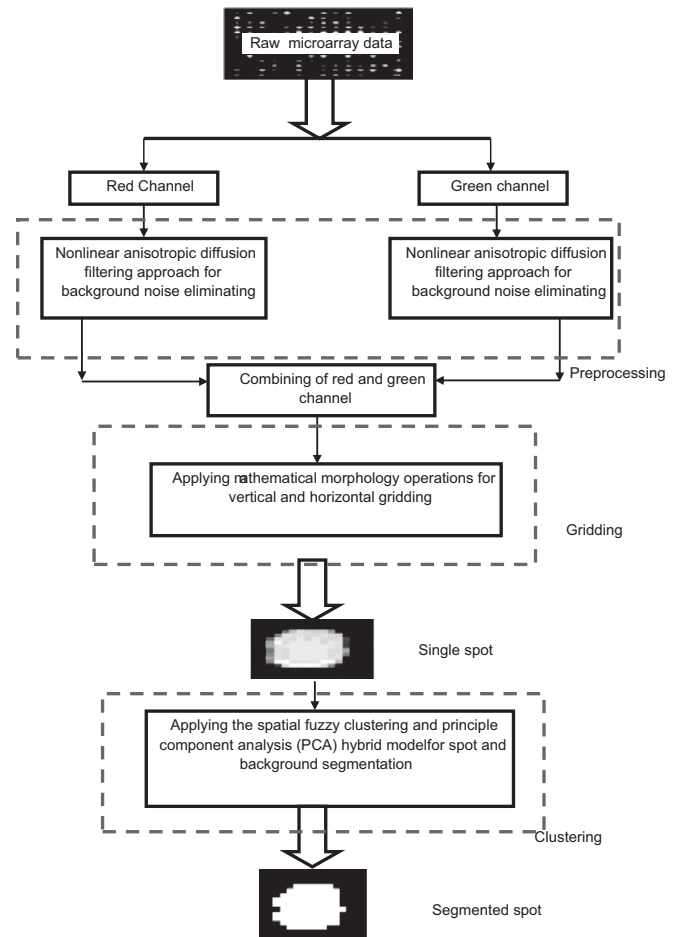 Raw microarray data
Red Channel
Green channel
Nonlinear anisotropic diffusion
filtering approach for
background noise eliminating
Nonlinear anisotropic diffusion
filtering approach for
background noise eliminating
Preprocessing
Combining of red and green
channel
Applying mathematical morphology operations for
vertical and horizontal gridding
Gridding
Single spot
Applying the spatial fuzzy clustering and principle
component analysis (PCA) hybrid modelfor spot and
background segmentation
Clustering
Segmented spot